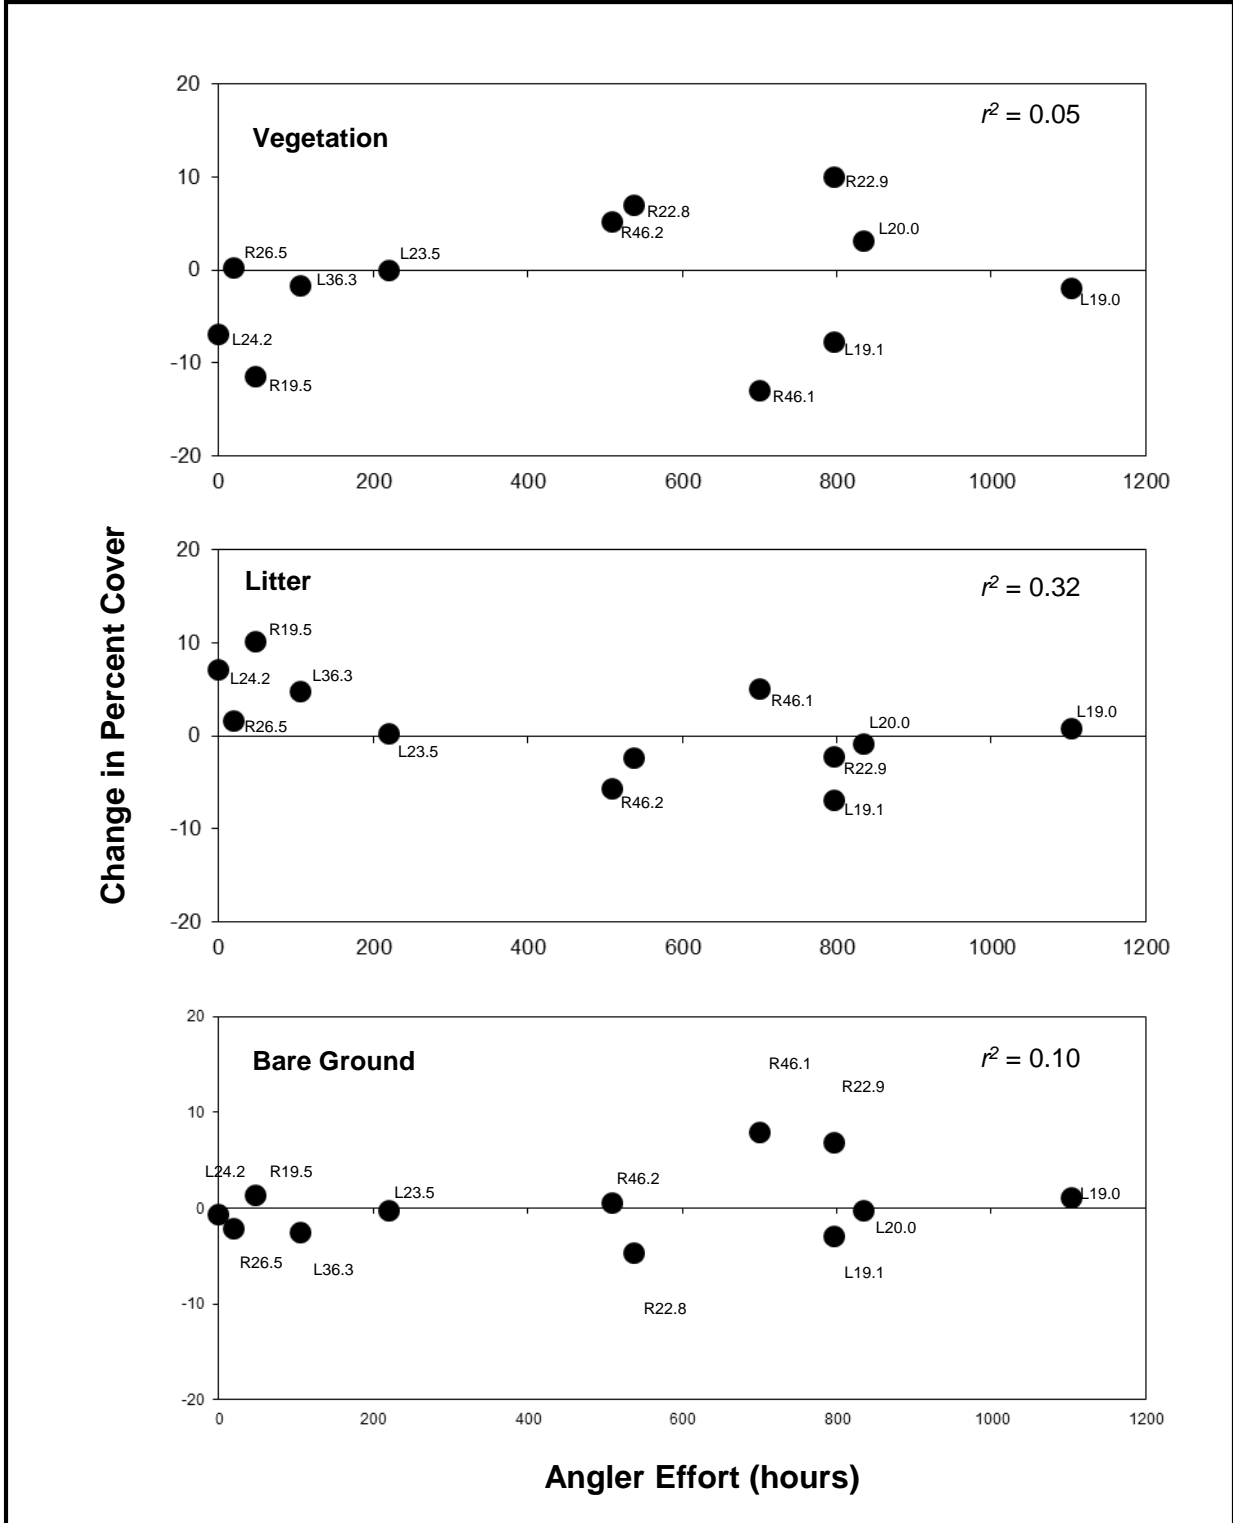 20
r² = 0.05
Vegetation
10
R22.9
R22.8
L20.0
R46.2
R26.5
L23.5
0
L36.3
L19.0
L24.2
L19.1
-10
R19.5
R46.1
-20
0 200 400 600 800 1000 1200
Change in Percent Cover
20
Litter
r² = 0.32
R19.5
10
L24.2
L36.3
R46.1
L19.0
R26.5
L20.0
0
L23.5
R22.9
R46.2
L19.1
-10
-20
0 200 400 600 800 1000 1200
20
Bare Ground
R46.1
r² = 0.10
R22.9
10
L24.2
R19.5
R46.2
L23.5
L19.0
0
L20.0
R26.5
L36.3
L19.1
-10
R22.8
-20
0 200 400 600 800 1000 1200
Angler Effort (hours)